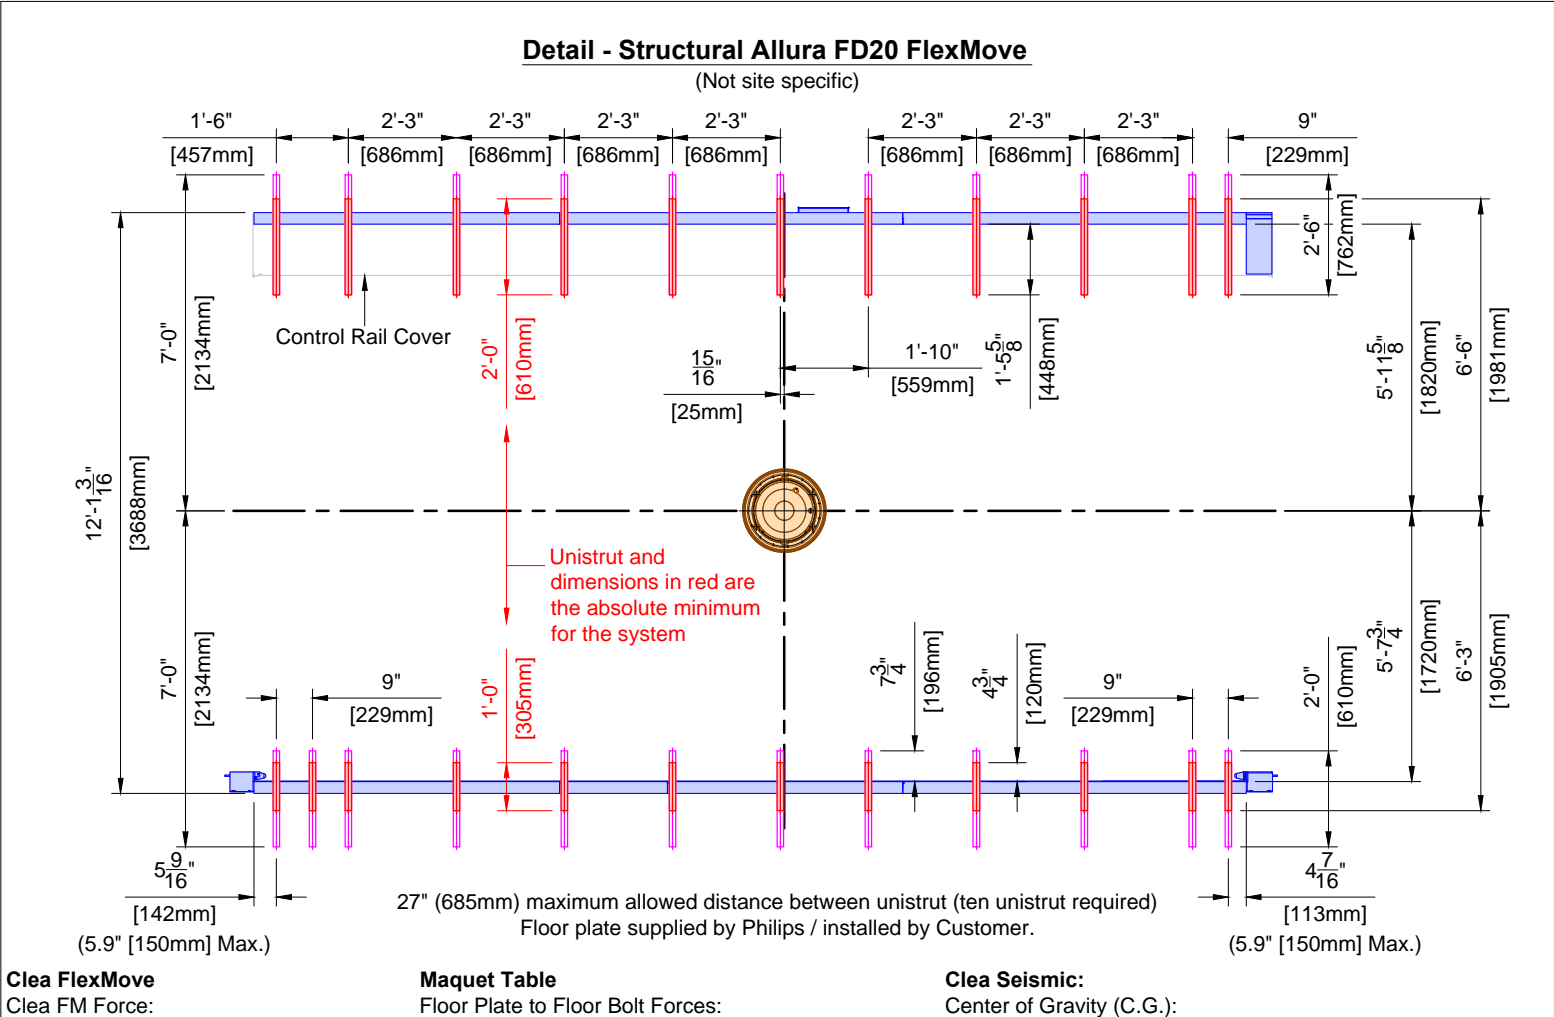 Detail - Structural Allura FD20 FlexMove
(Not site specific)
1'-6" 2'-3" 2'-3" 2'-3" 2'-3" 2'-3" 2'-3" 2'-3" 9"
[457mm] [686mm] [686mm] [686mm] [686mm] [686mm] [686mm] [686mm] [229mm]
2'-6"
[762mm]
7'-0"
[2134mm]
Control Rail Cover
2'-0"
[610mm]
15/16"
[25mm]
1'-10"
[559mm]
1'-5 5/8"
[448mm]
5'-11 5/8"
[1820mm]
6'-6"
[1981mm]
12'-1 3/16"
[3688mm]
Unistrut and
dimensions in red are
the absolute minimum
for the system
7'-0"
[2134mm]
9"
[229mm]
1'-0"
[305mm]
7 3/4"
[196mm]
4 3/4"
[120mm]
9"
[229mm]
2'-0"
[610mm]
5'-7 3/4"
[1720mm]
6'-3"
[1905mm]
5 9/16"
[142mm]
(5.9" [150mm] Max.)
27" (685mm) maximum allowed distance between unistrut (ten unistrut required)
Floor plate supplied by Philips / installed by Customer.
4 7/16"
[113mm]
(5.9" [150mm] Max.)
Clea FlexMove
Clea FM Force:
Maquet Table
Floor Plate to Floor Bolt Forces:
Clea Seismic:
Center of Gravity (C.G.):